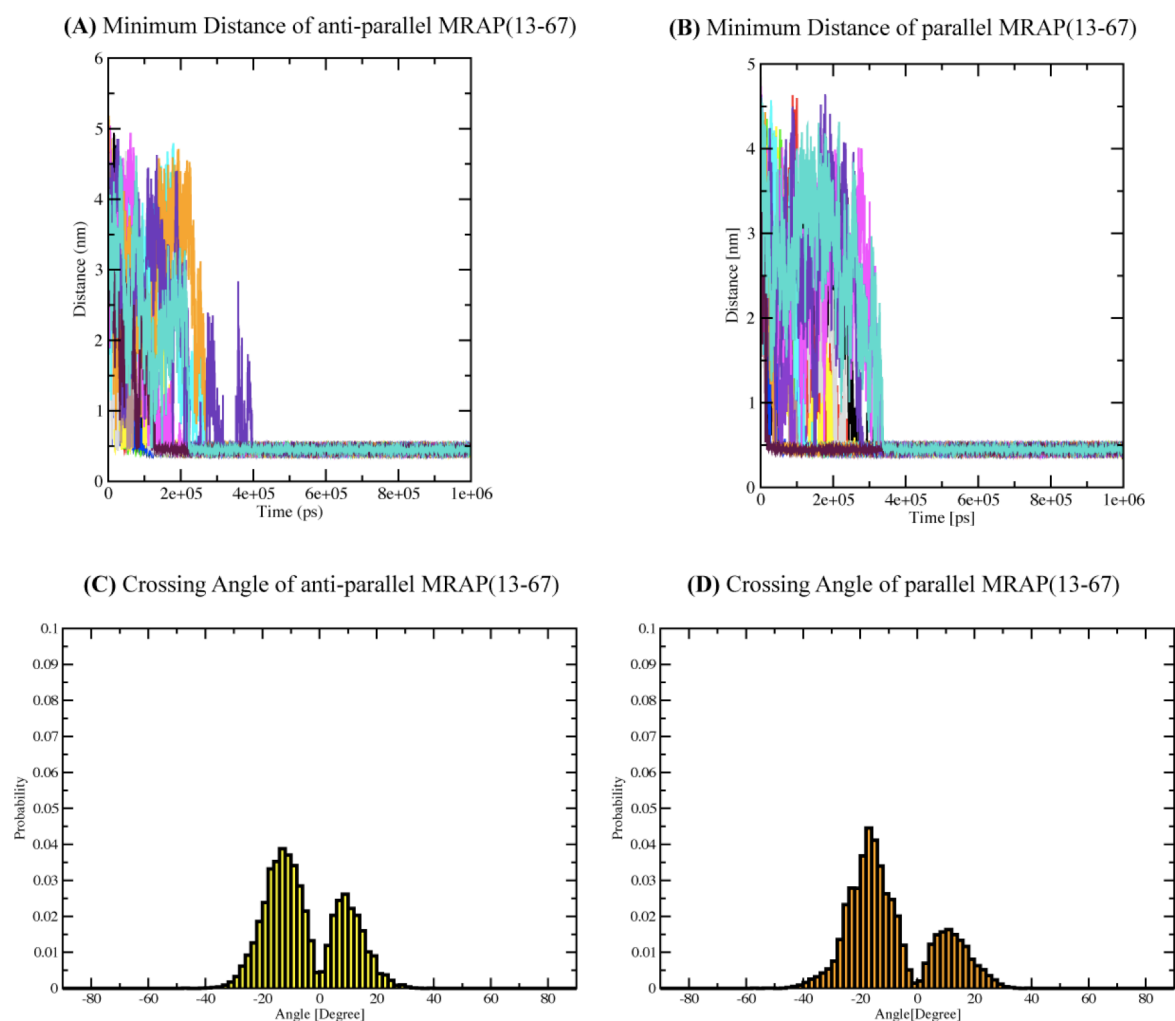 (A) Minimum Distance of anti-parallel MRAP(13-67)
6
5
4
3
2
1
0
Distance (nm)
0 2e+05 4e+05 6e+05 8e+05 1e+06
Time (ps)
(B) Minimum Distance of parallel MRAP(13-67)
5
4
3
2
1
0
Distance [nm]
0 2e+05 4e+05 6e+05 8e+05 1e+06
Time [ps]
(C) Crossing Angle of anti-parallel MRAP(13-67)
0.1
0.09
0.08
0.07
0.06
0.05
0.04
0.03
0.02
0.01
0
Probability
-80 -60 -40 -20 0 20 40 60 80
Angle [Degree]
(D) Crossing Angle of parallel MRAP(13-67)
0.1
0.09
0.08
0.07
0.06
0.05
0.04
0.03
0.02
0.01
0
Probability
-80 -60 -40 -20 0 20 40 60 80
Angle[Degree]